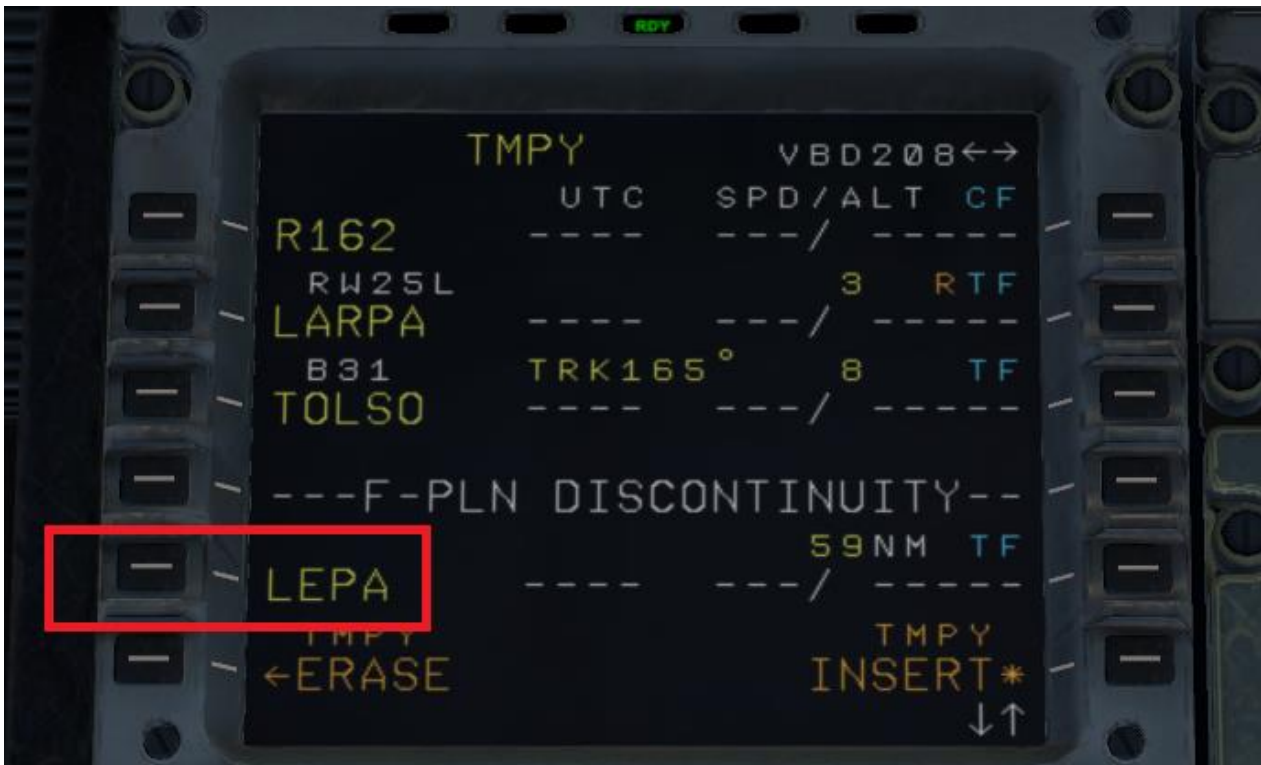 RDY
TMPY VBD208←→
UTC SPD/ALT CF
R162 ---- ---/ -----
RW25L 3 RTF
LARPA ---- ---/ -----
B31 TRK165° 8 TF
TOLSO ---- ---/ -----
---F-PLN DISCONTINUITY--
59NM TF
LEPA ---- ---/ -----
TMPY TMPY
←ERASE INSERT*
↓↑